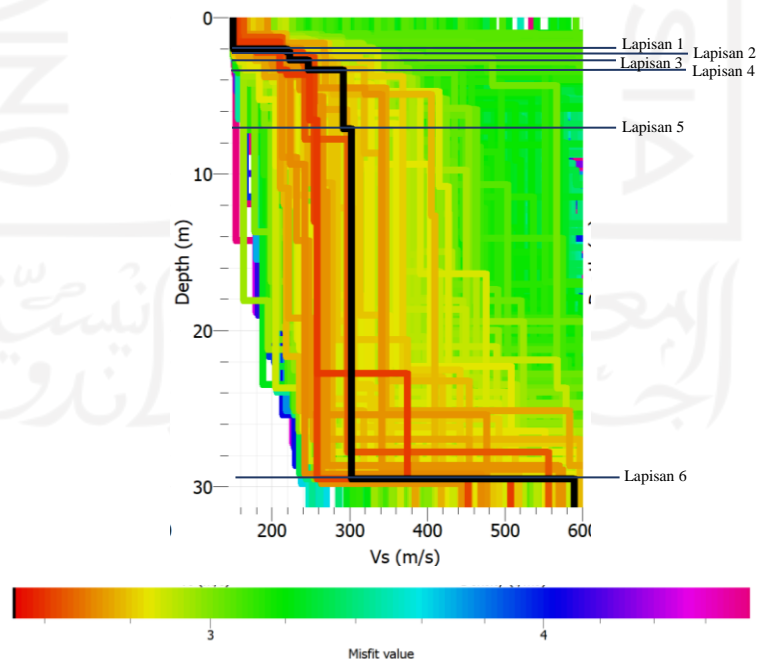 0
Lapisan 1
Lapisan 2
Lapisan 3
Lapisan 4
Lapisan 5
10
Depth (m)
20
Lapisan 6
30
200 300 400 500
Vs (m/s)
3 4
Misfit value